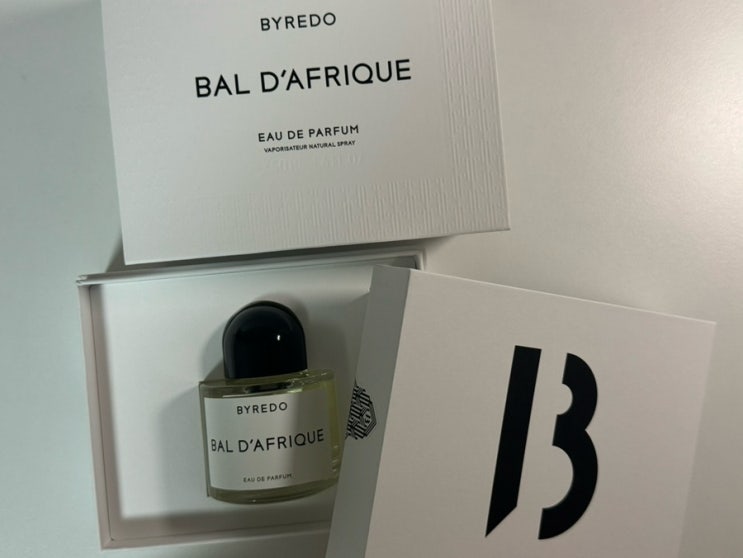 BYREDO
BAL D'AFRIQUE
EAU DE PARFUM
VAPORISATEUR NATURAL SPRAY
BYREDO
BAL D'AFRIQUE
EAU DE PARFUM
B